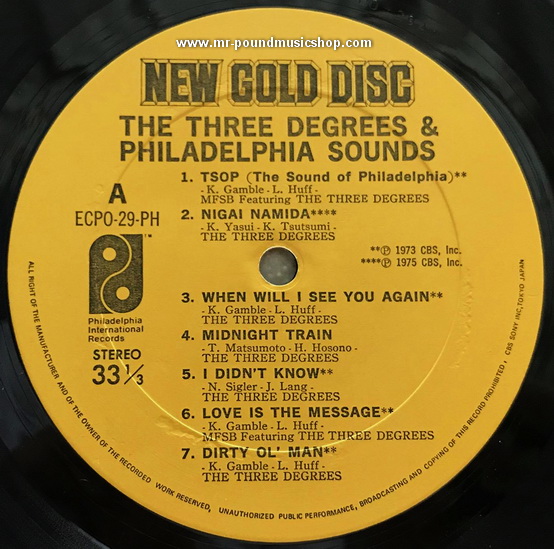 www.mr-poundmusicshop.com
NEW GOLD DISC
THE THREE DEGREES &
PHILADELPHIA SOUNDS
A
ECPO-29-PH
Philadelphia
International
Records
STEREO
33 1/3
1. TSOP (The Sound of Philadelphia)**
- K. Gamble - L. Huff -
MFSB Featuring THE THREE DEGREES
2. NIGAI NAMIDA****
- K. Yasui - K. Tsutsumi -
THE THREE DEGREES
**℗ 1973 CBS, Inc.
****℗ 1975 CBS, Inc.
3. WHEN WILL I SEE YOU AGAIN**
- K. Gamble - L. Huff -
THE THREE DEGREES
4. MIDNIGHT TRAIN
- T. Matsumoto - H. Hosono -
THE THREE DEGREES
5. I DIDN'T KNOW**
- N. Sigler - J. Lang -
THE THREE DEGREES
6. LOVE IS THE MESSAGE**
- K. Gamble - L. Huff -
MFSB Featuring THE THREE DEGREES
7. DIRTY OL' MAN**
- K. Gamble - L. Huff -
THE THREE DEGREES
ALL RIGHT OF THE MANUFACTURER AND OF THE OWNER OF THE RECORDED WORK RESERVED, UNAUTHORIZED PUBLIC PERFORMANCE, BROADCASTING AND COPYING OF THIS RECORD PROHIBITED, CBS SONY INC, TOKYO JAPAN